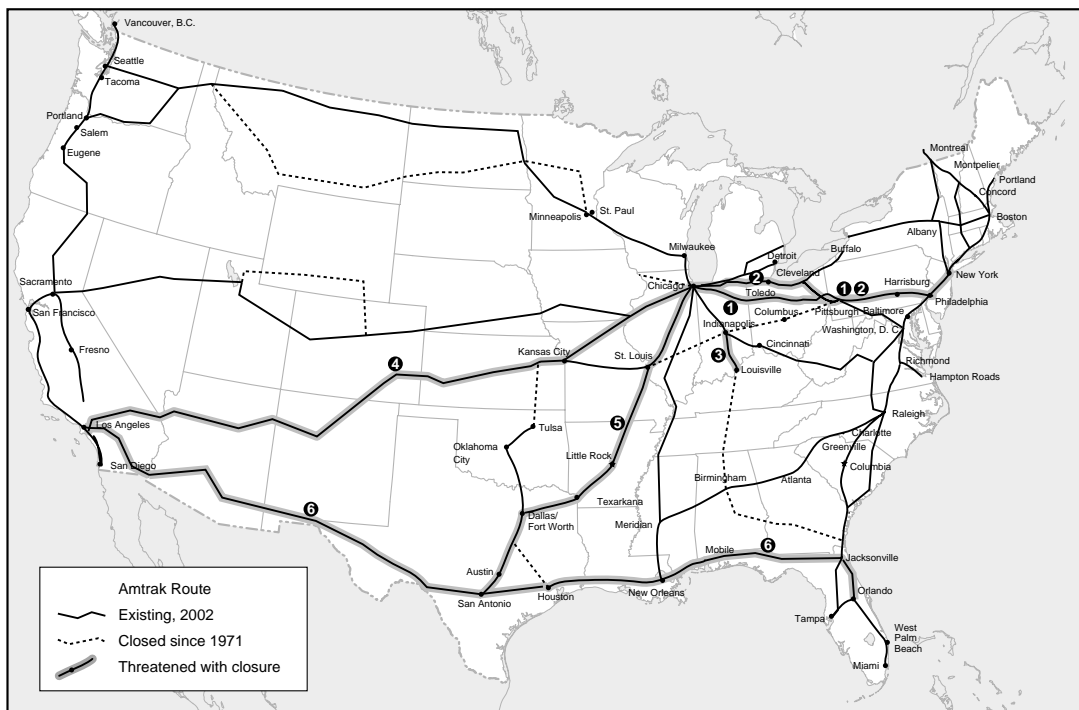 Vancouver, B.C.
Seattle
Tacoma
Portland
Salem
Eugene
Montreal
Montpelier
Portland
Concord
Boston
Albany
Minneapolis
St. Paul
Milwaukee
Detroit
Buffalo
Cleveland
2
Chicago
Toledo
1 2
Harrisburg
New York
Philadelphia
Sacramento
San Francisco
1
Columbus
Pittsburgh
Baltimore
Indianapolis
Washington, D. C.
Fresno
Kansas City
St. Louis
3
Cincinnati
Louisville
Richmond
Hampton Roads
4
Los Angeles
San Diego
Tulsa
Oklahoma
City
5
Little Rock
Raleigh
Charlotte
Greenville
Columbia
Birmingham
Atlanta
6
Texarkana
Dallas/
Fort Worth
Meridian
Mobile
6
Jacksonville
Austin
San Antonio
Houston
New Orleans
Orlando
Tampa
West
Palm
Beach
Miami
Amtrak Route
Existing, 2002
Closed since 1971
Threatened with closure